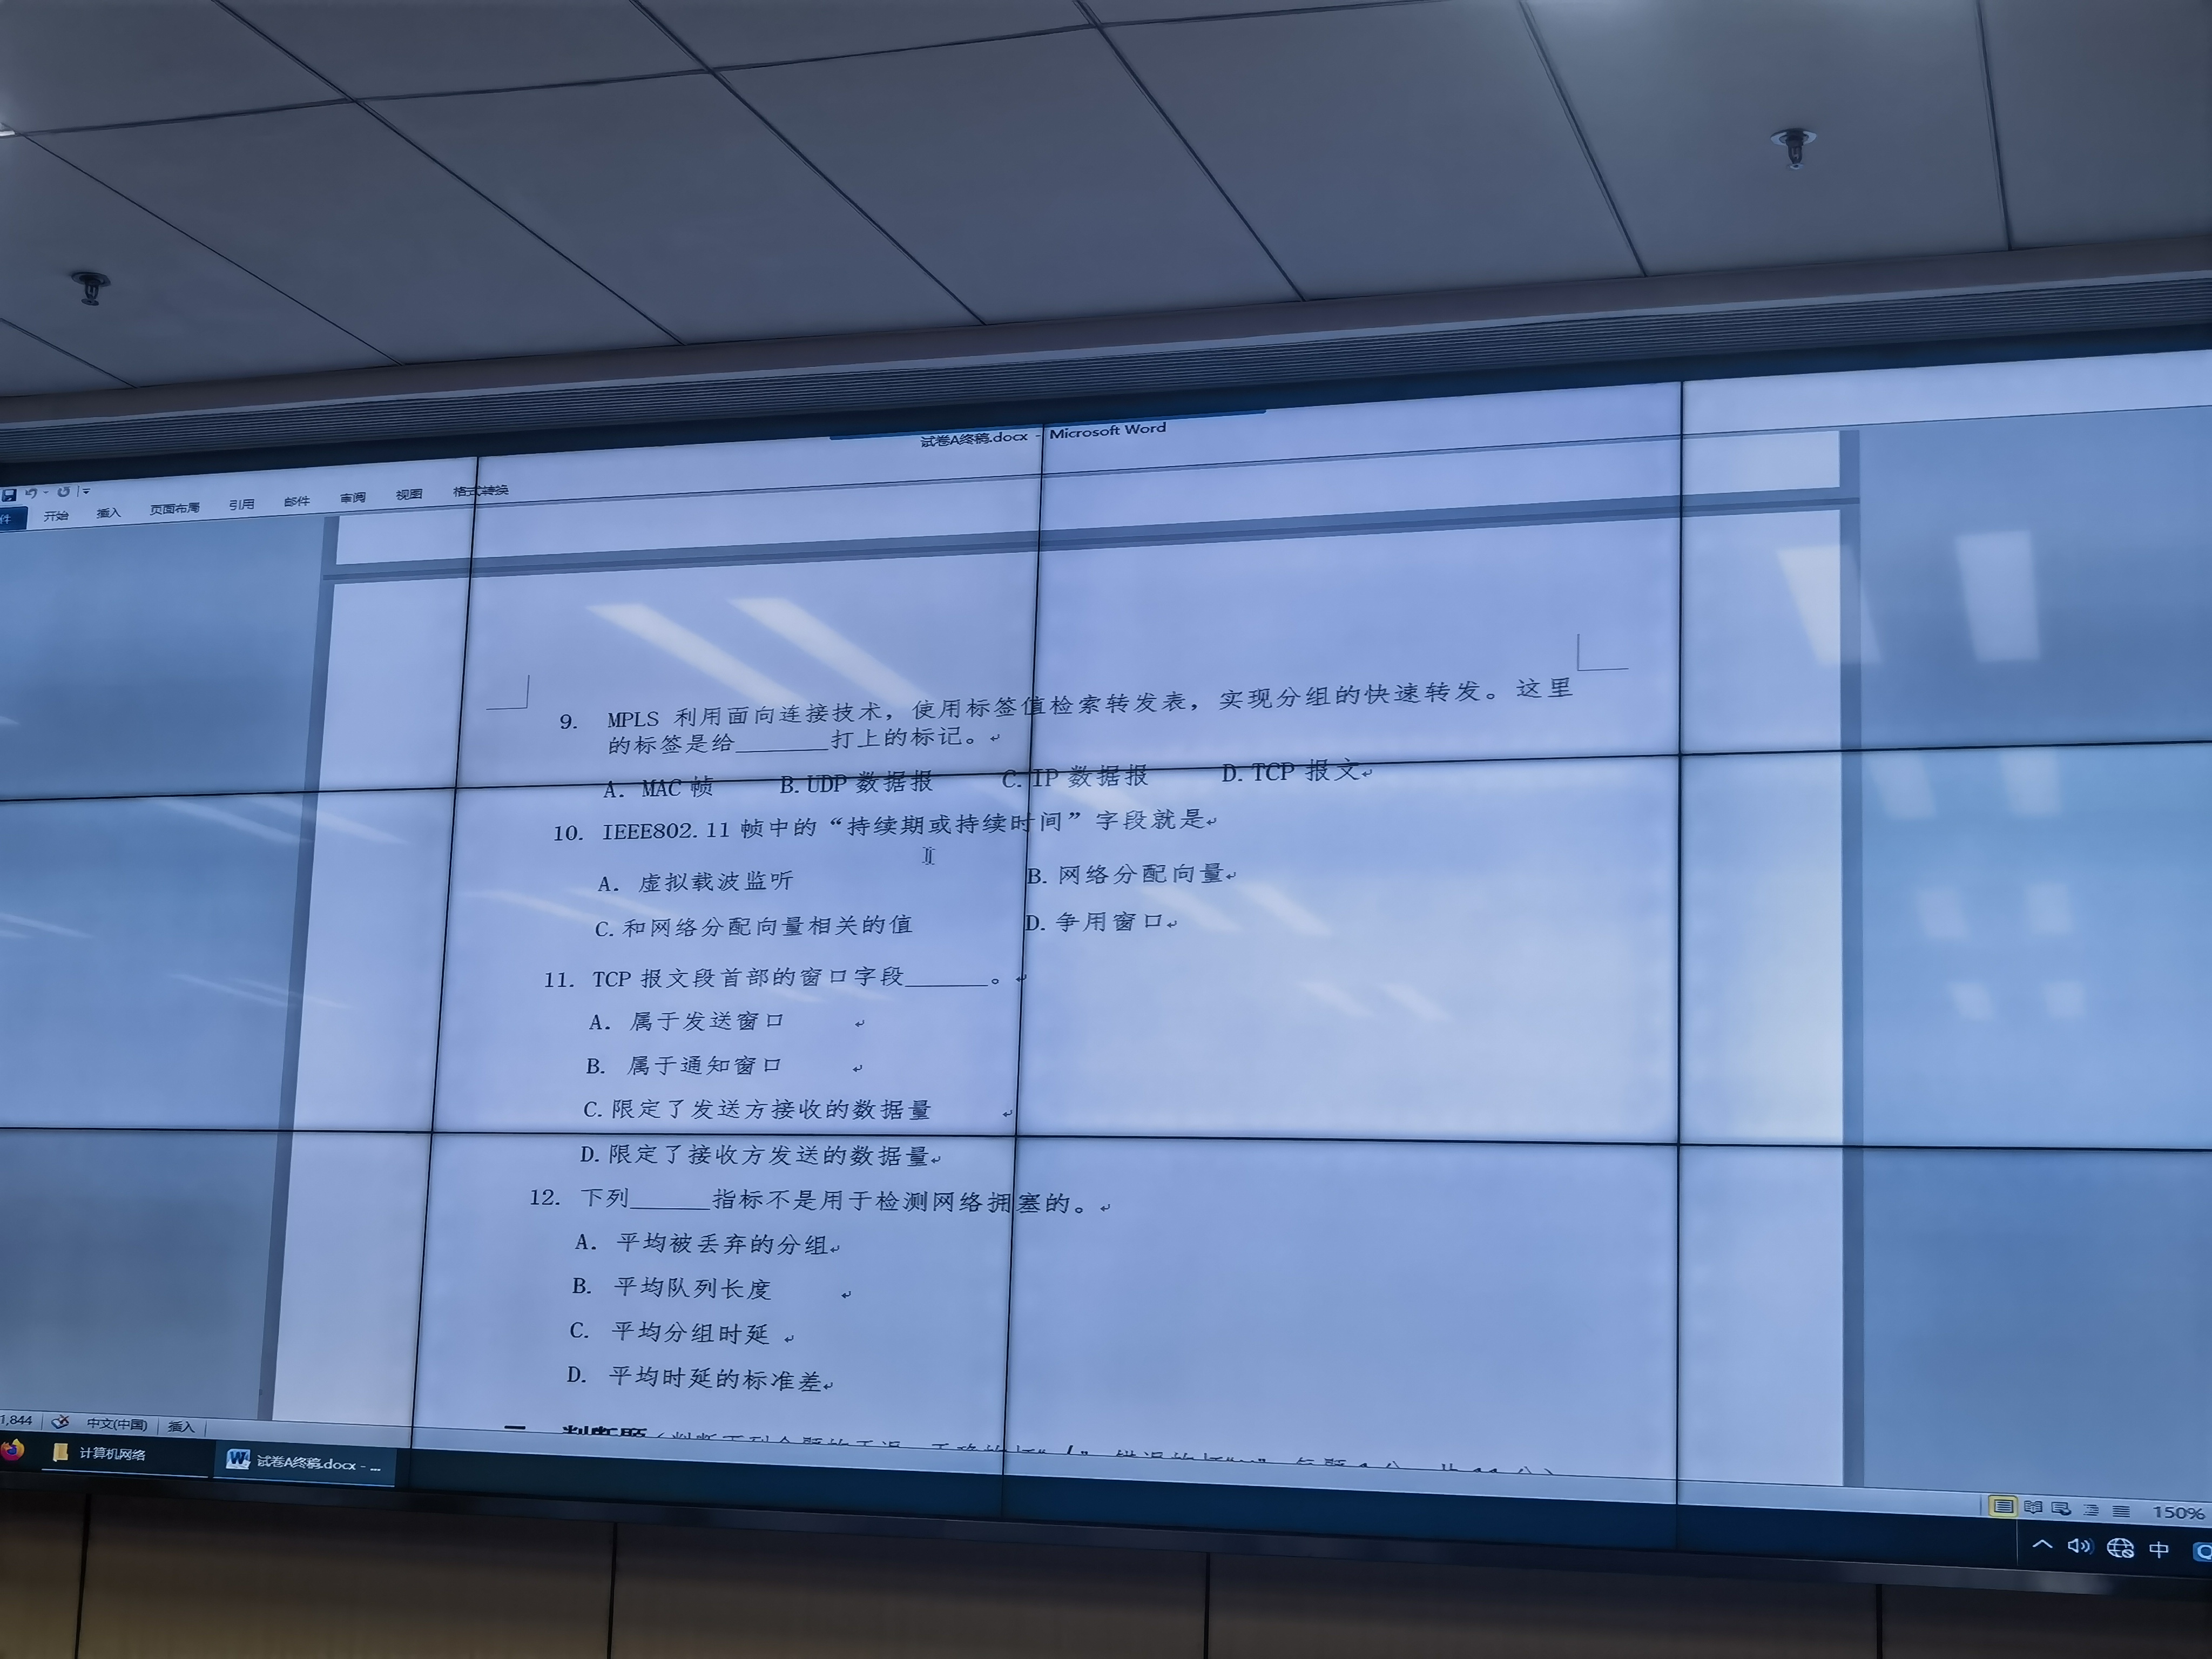 试卷A终稿.docx - Microsoft Word
件 开始 插入 页面布局 引用 邮件 审阅 视图 格式转换
9. MPLS 利用面向连接技术，使用标签值检索转发表，实现分组的快速转发。这里
的标签是给_______打上的标记。
A. MAC 帧 B. UDP 数据报 C. IP 数据报 D. TCP 报文
10. IEEE802.11 帧中的“持续期或持续时间”字段就是
A. 虚拟载波监听 B. 网络分配向量
C. 和网络分配向量相关的值 D. 争用窗口
11. TCP 报文段首部的窗口字段______。
A. 属于发送窗口
B. 属于通知窗口
C. 限定了发送方接收的数据量
D. 限定了接收方发送的数据量
12. 下列______指标不是用于检测网络拥塞的。
A. 平均被丢弃的分组
B. 平均队列长度
C. 平均分组时延
D. 平均时延的标准差
二、判断题
1,844 中文(中国) 插入
150%
计算机网络 试卷A终稿.docx - ...
中